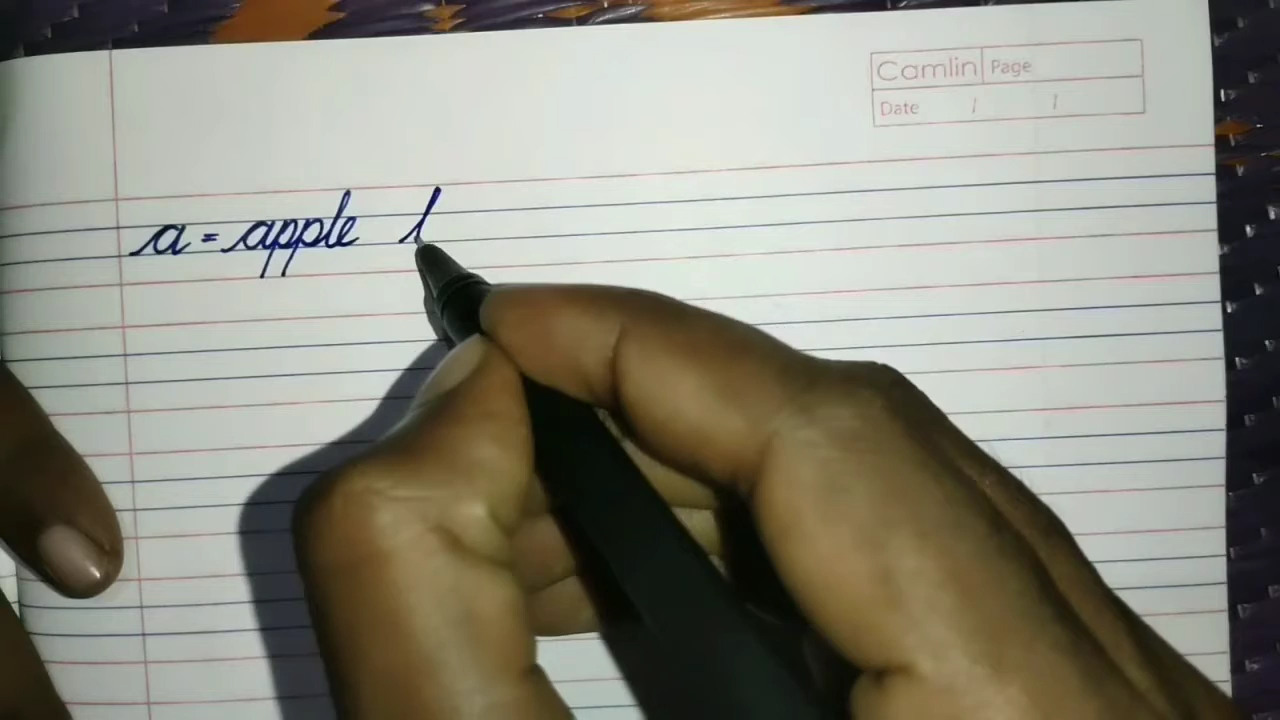 Camlin Page
Date / /
a = apple